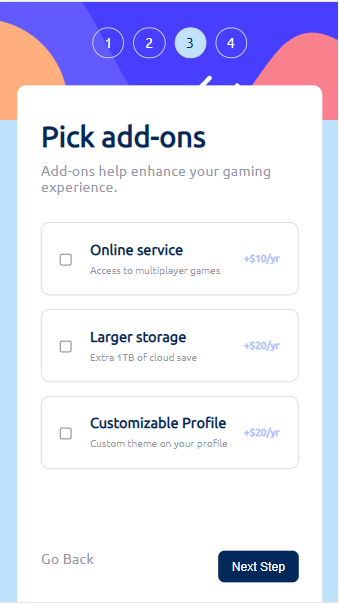 1 2 3 4
Pick add-ons
Add-ons help enhance your gaming
experience.
Online service
Access to multiplayer games
+$10/yr
Larger storage
Extra 1TB of cloud save
+$20/yr
Customizable Profile
Custom theme on your profile
+$20/yr
Go Back
Next Step